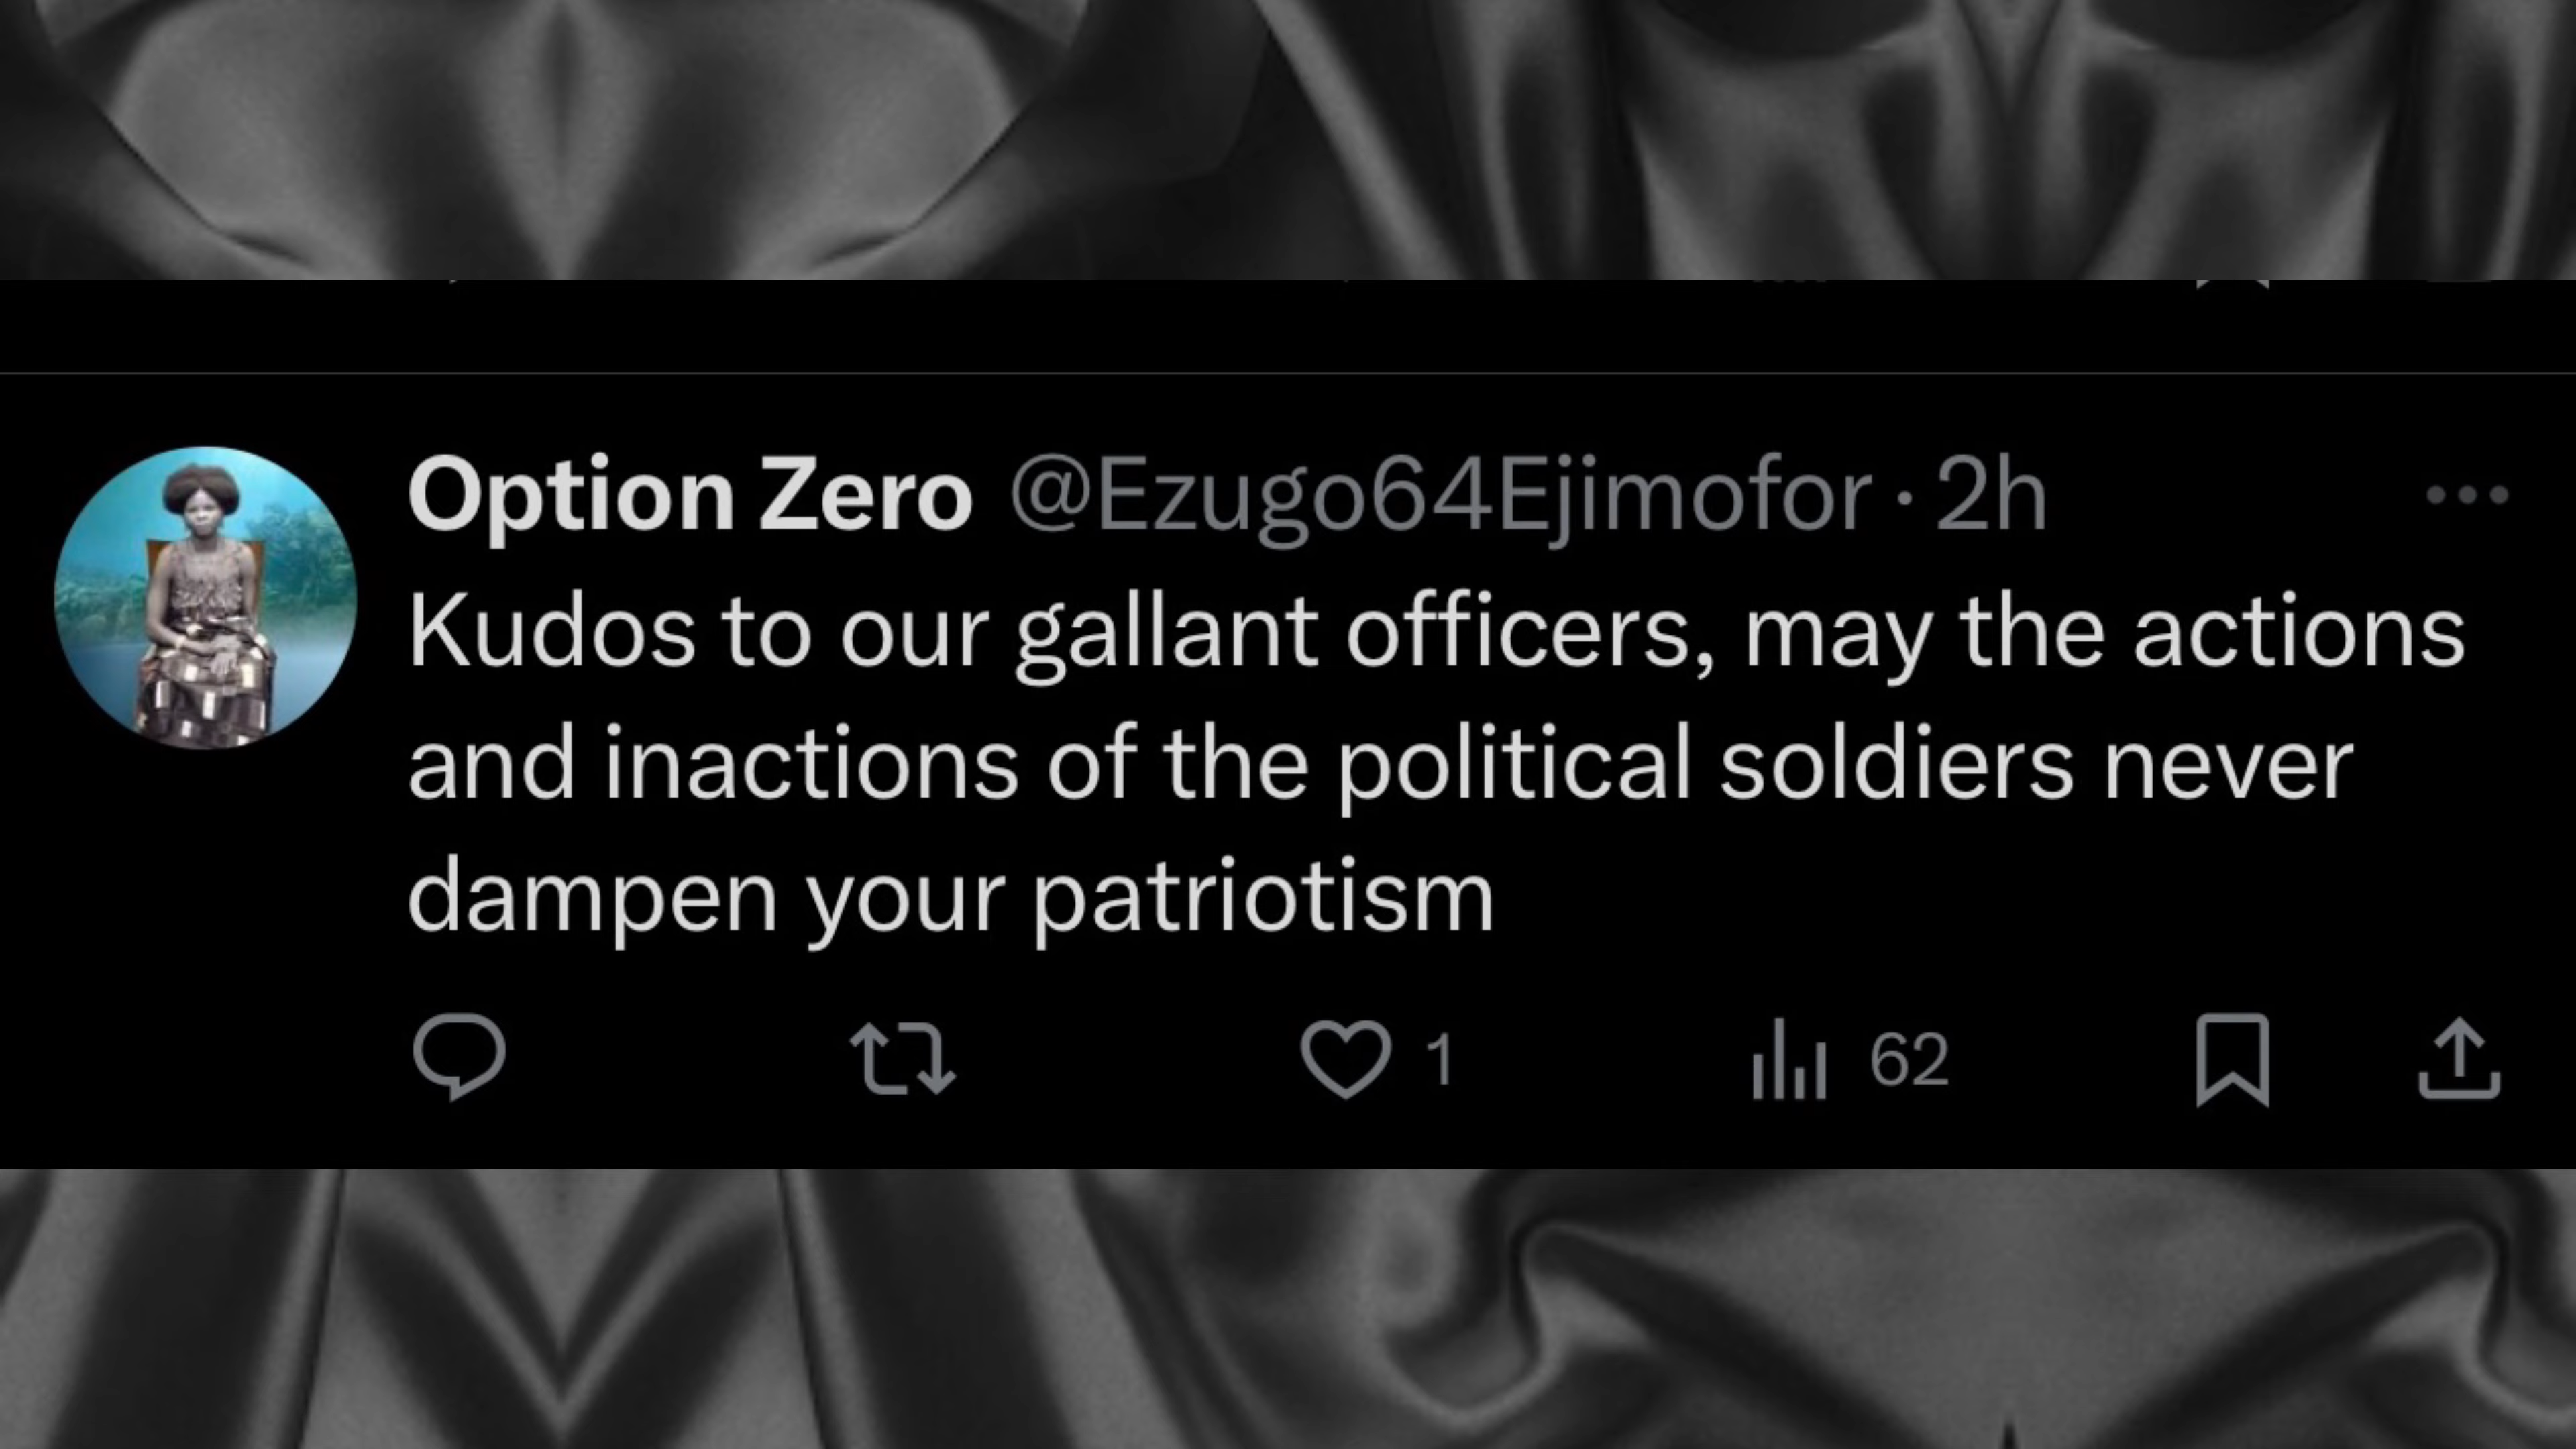 Option Zero @Ezugo64Ejimofor · 2h
Kudos to our gallant officers, may the actions
and inactions of the political soldiers never
dampen your patriotism
1 62